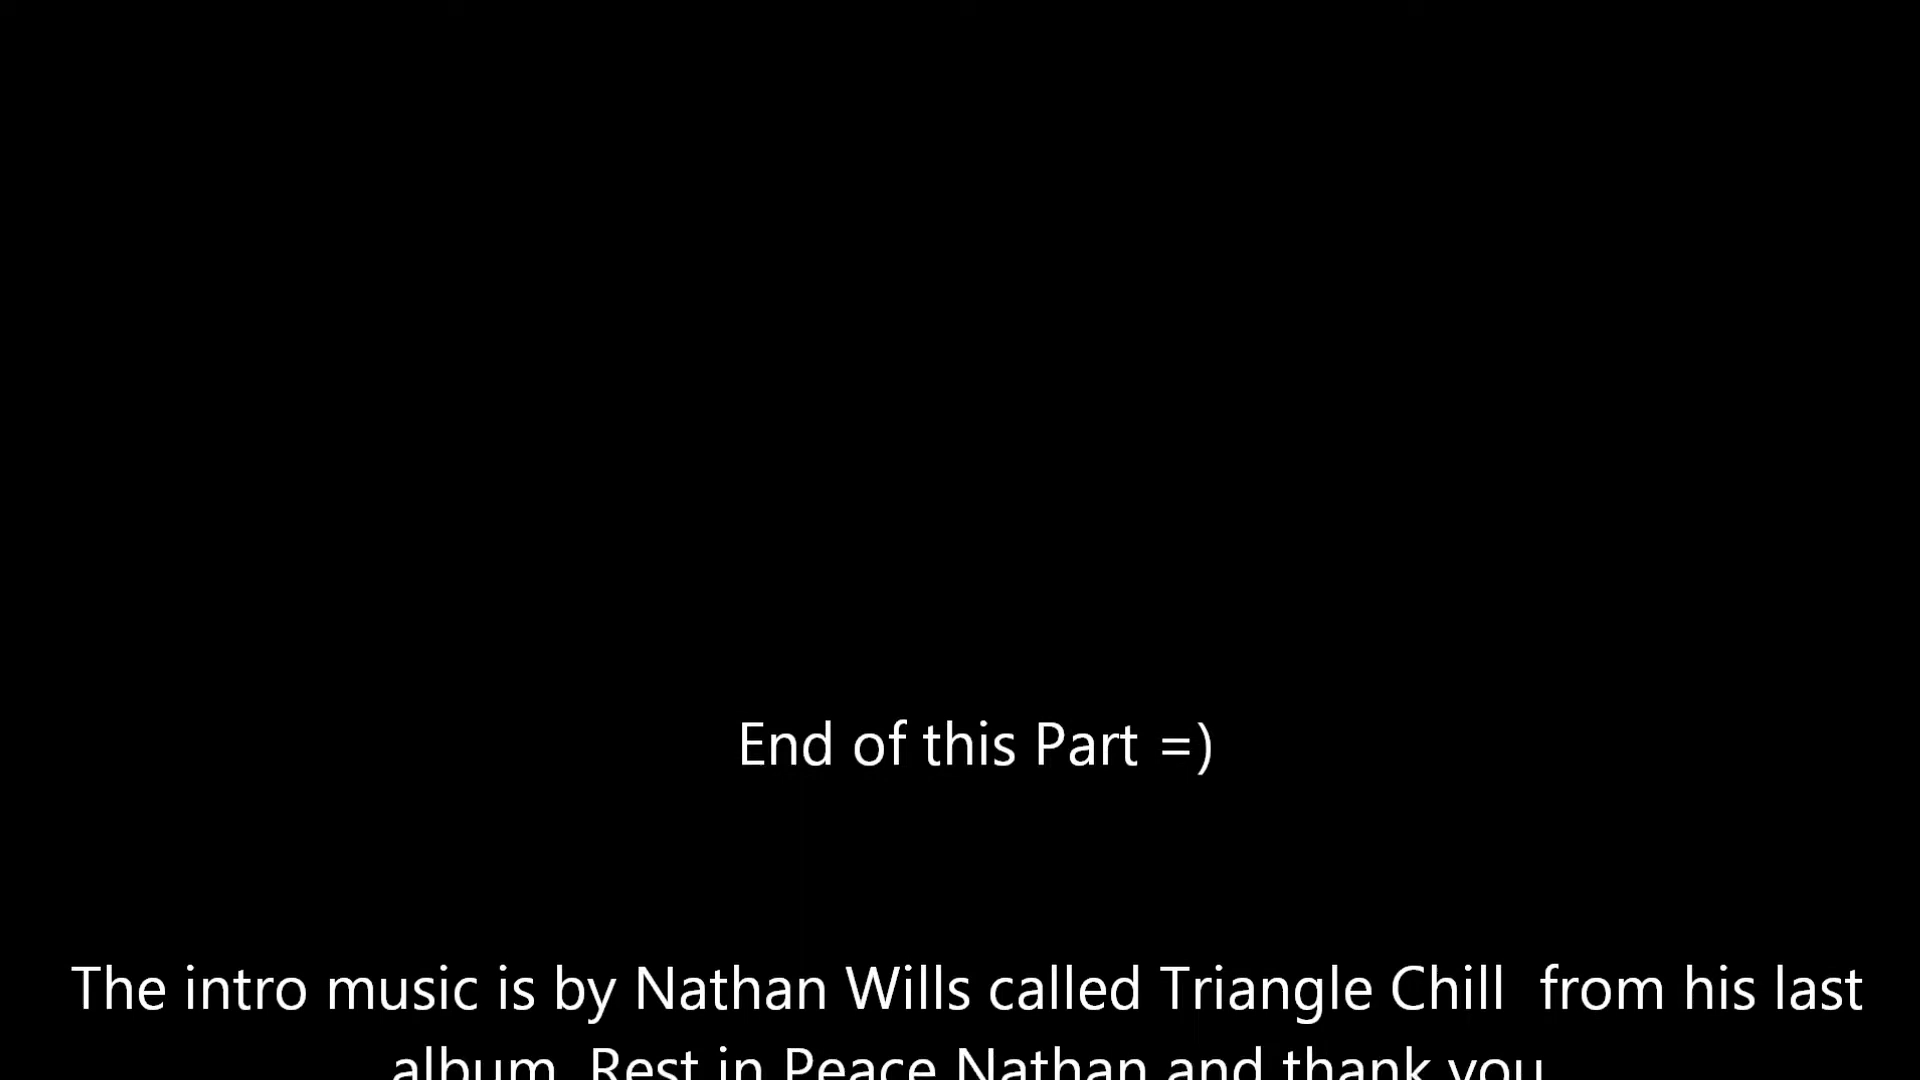 End of this Part =)
The intro music is by Nathan Wills called Triangle Chill  from his last
album  Rest in Peace Nathan and thank you